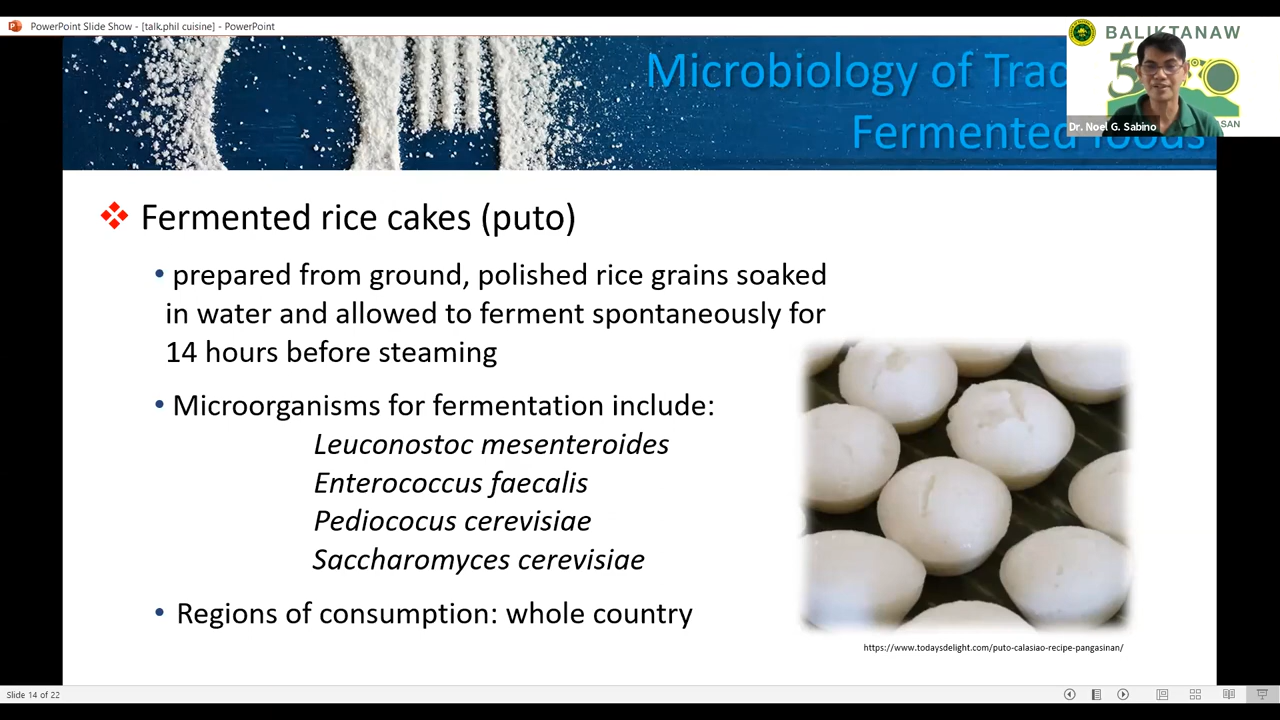 PowerPoint Slide Show - [talk.phil cuisine] - PowerPoint
BALIKTANAW
Microbiology of Trad
Fermented foods
Dr. Noel G. Sabino
ASAN
Fermented rice cakes (puto)
• prepared from ground, polished rice grains soaked
in water and allowed to ferment spontaneously for
14 hours before steaming
• Microorganisms for fermentation include:
Leuconostoc mesenteroides
Enterococcus faecalis
Pediococus cerevisiae
Saccharomyces cerevisiae
• Regions of consumption: whole country
https://www.todaysdelight.com/puto-calasiao-recipe-pangasinan/
Slide 14 of 22